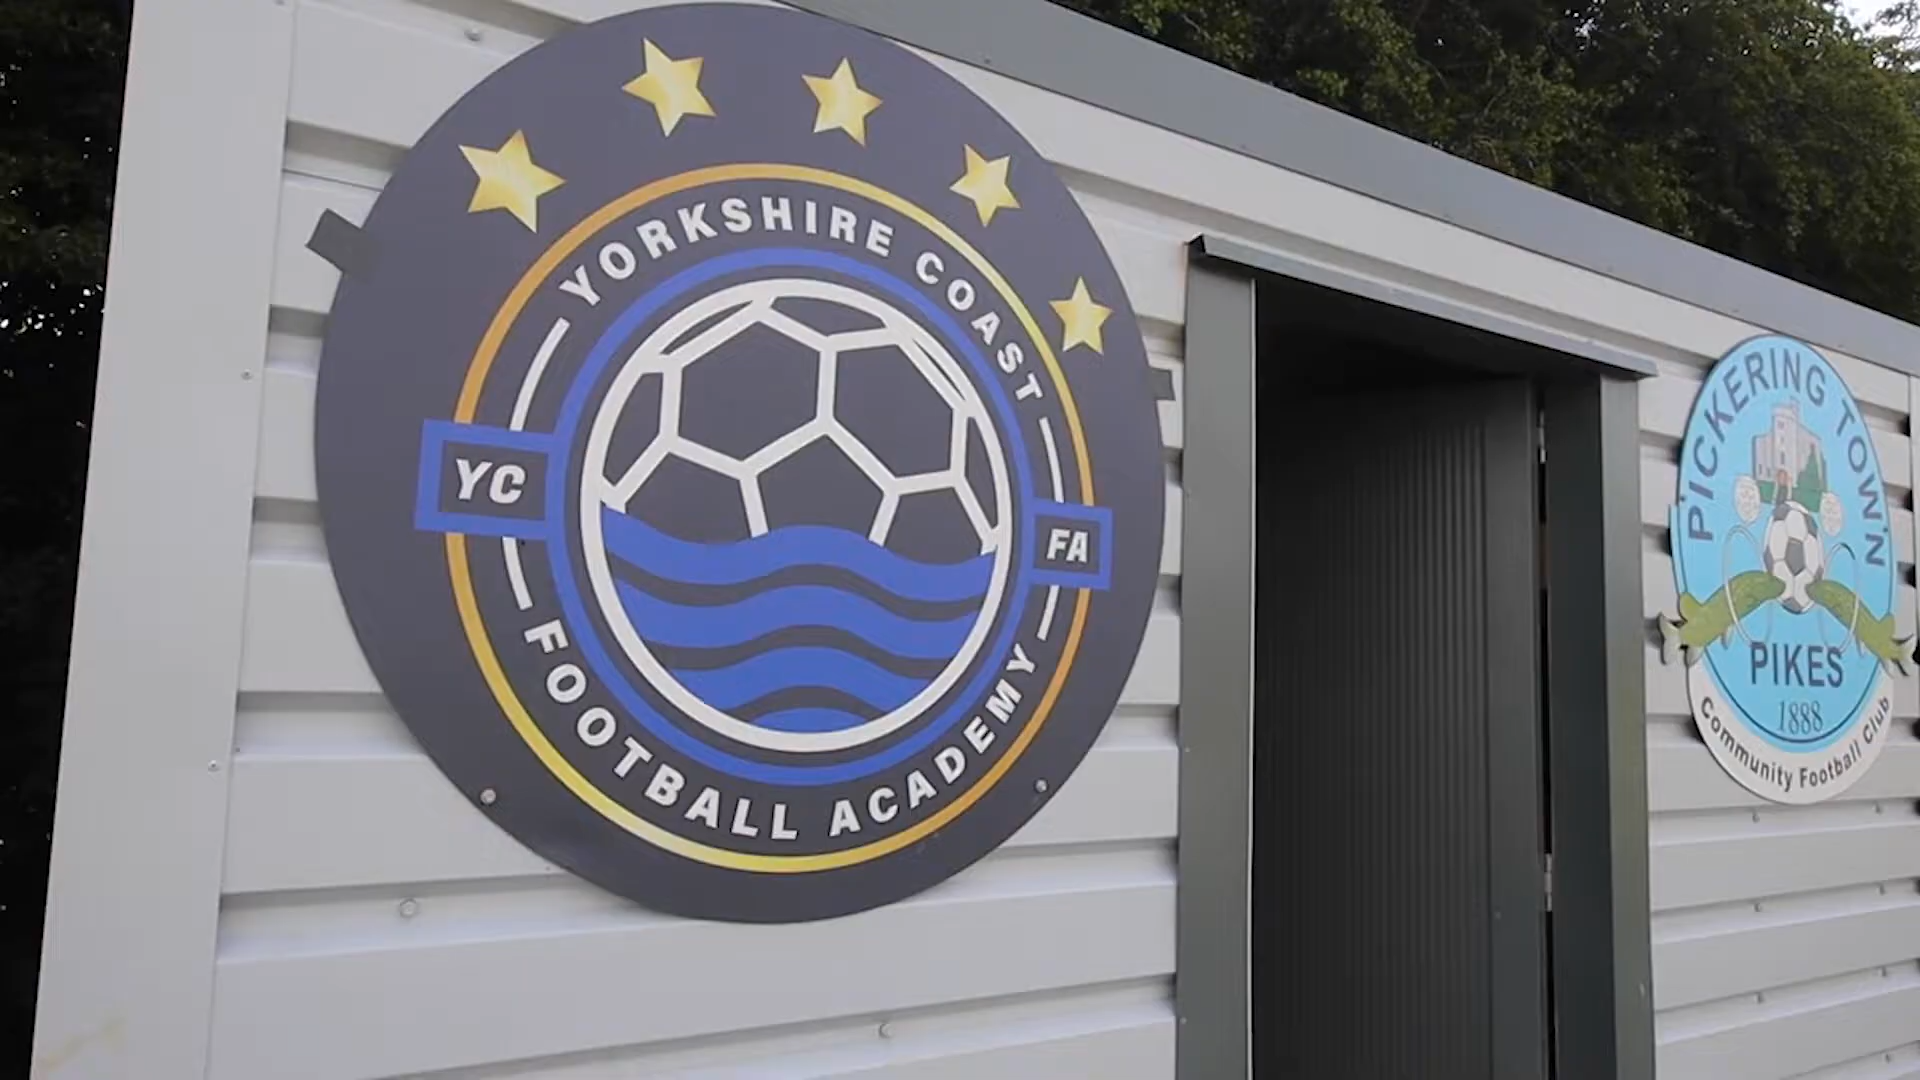 YORKSHIRE COAST
YC
FA
FOOTBALL ACADEMY
PICKERING TOWN
PIKES
1888
Community Football Club